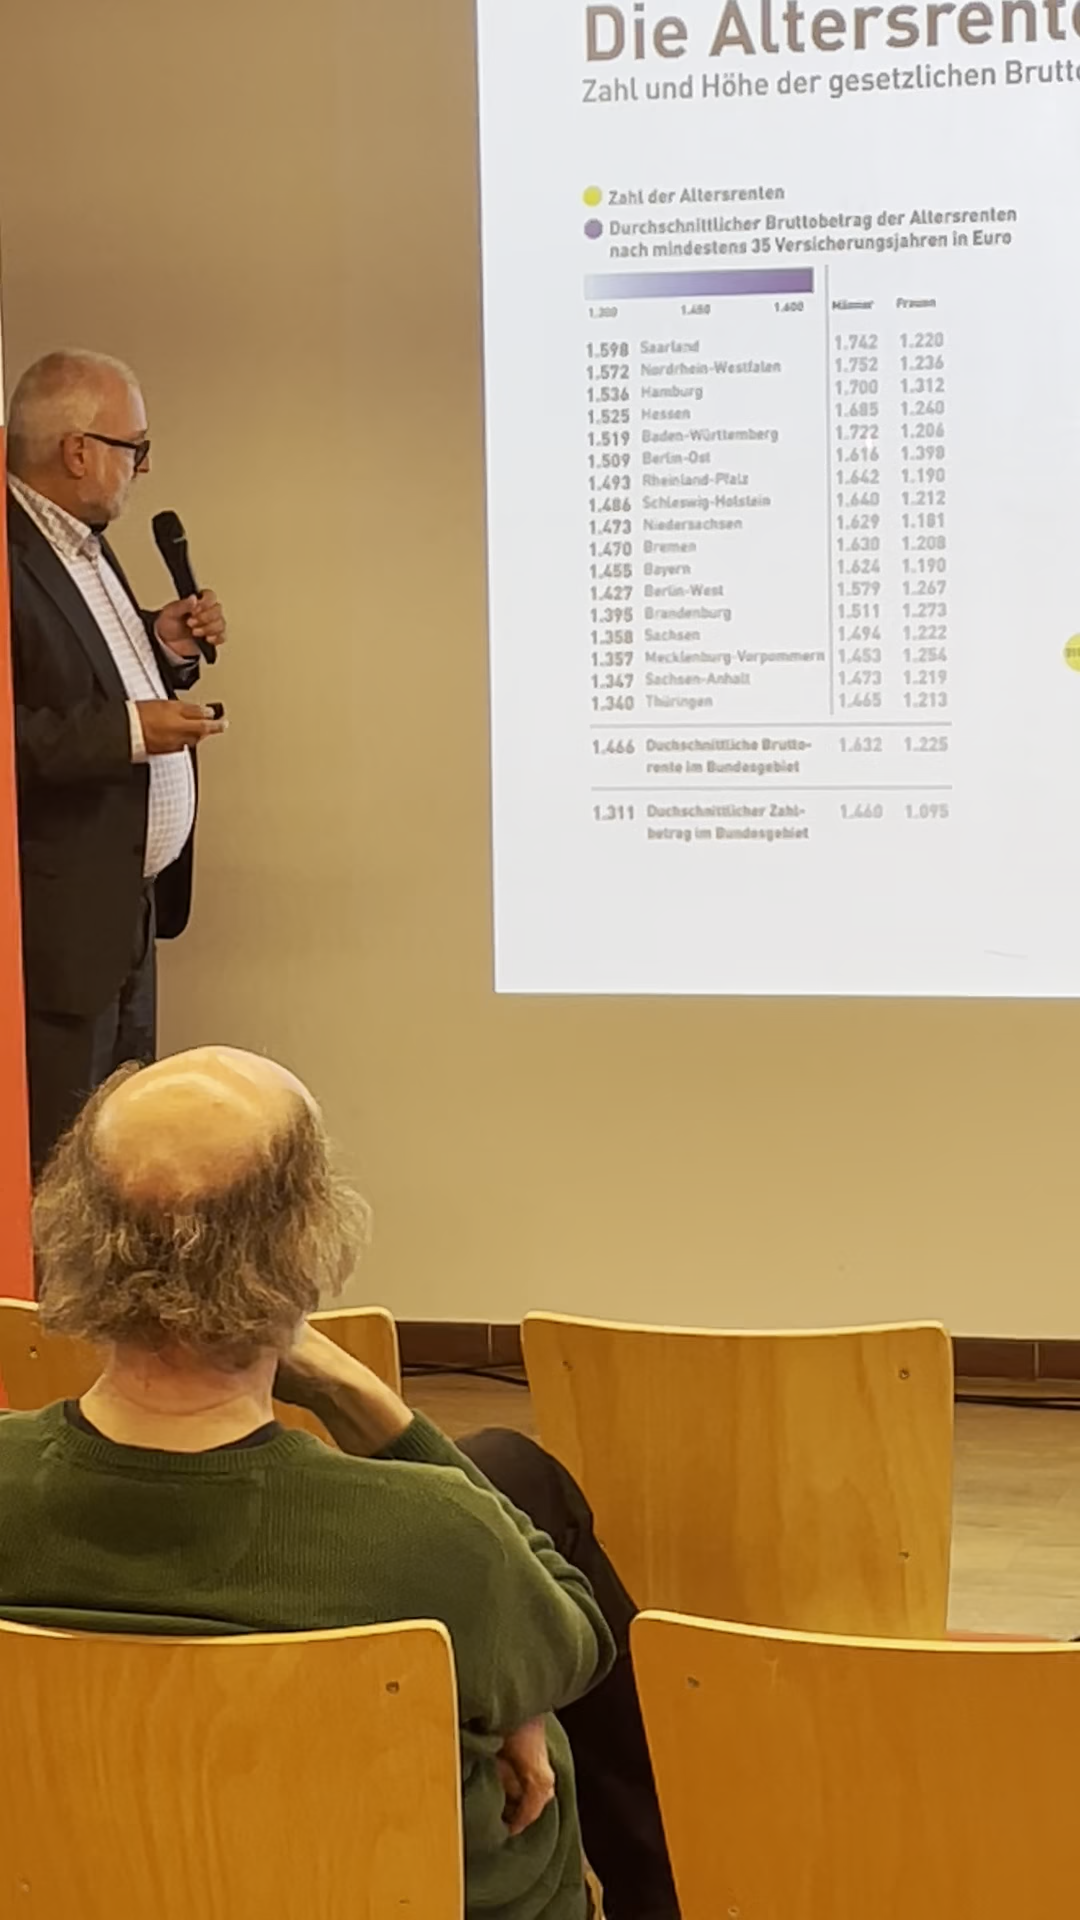 Die Altersrent
Zahl und Höhe der gesetzlichen Brutt
Zahl der Altersrenten
Durchschnittlicher Bruttobetrag der Altersrenten
nach mindestens 35 Versicherungsjahren in Euro
1.300 1.450 1.600 Männer Frauen
1.598 Saarland 1.742 1.220
1.572 Nordrhein-Westfalen 1.752 1.236
1.536 Hamburg 1.700 1.312
1.525 Hessen 1.685 1.240
1.519 Baden-Württemberg 1.722 1.206
1.509 Berlin-Ost 1.616 1.398
1.493 Rheinland-Pfalz 1.642 1.190
1.486 Schleswig-Holstein 1.640 1.212
1.473 Niedersachsen 1.629 1.181
1.470 Bremen 1.630 1.208
1.455 Bayern 1.624 1.190
1.427 Berlin-West 1.579 1.267
1.395 Brandenburg 1.511 1.273
1.358 Sachsen 1.494 1.222
1.357 Mecklenburg-Vorpommern 1.453 1.254
1.347 Sachsen-Anhalt 1.473 1.219
1.340 Thüringen 1.465 1.213
1.466 Duchschnittliche Brutto- 1.632 1.225
rente im Bundesgebiet
1.311 Duchschnittlicher Zahl- 1.460 1.095
betrag im Bundesgebiet